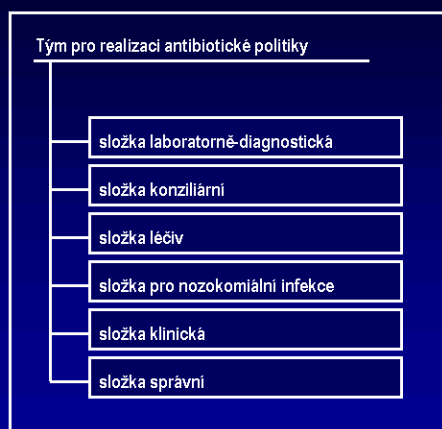 Tým pro realizaci antibiotické politiky
složka laboratorně-diagnostická
složka konziliární
složka léčiv
složka pro nozokomiální infekce
složka klinická
složka správní